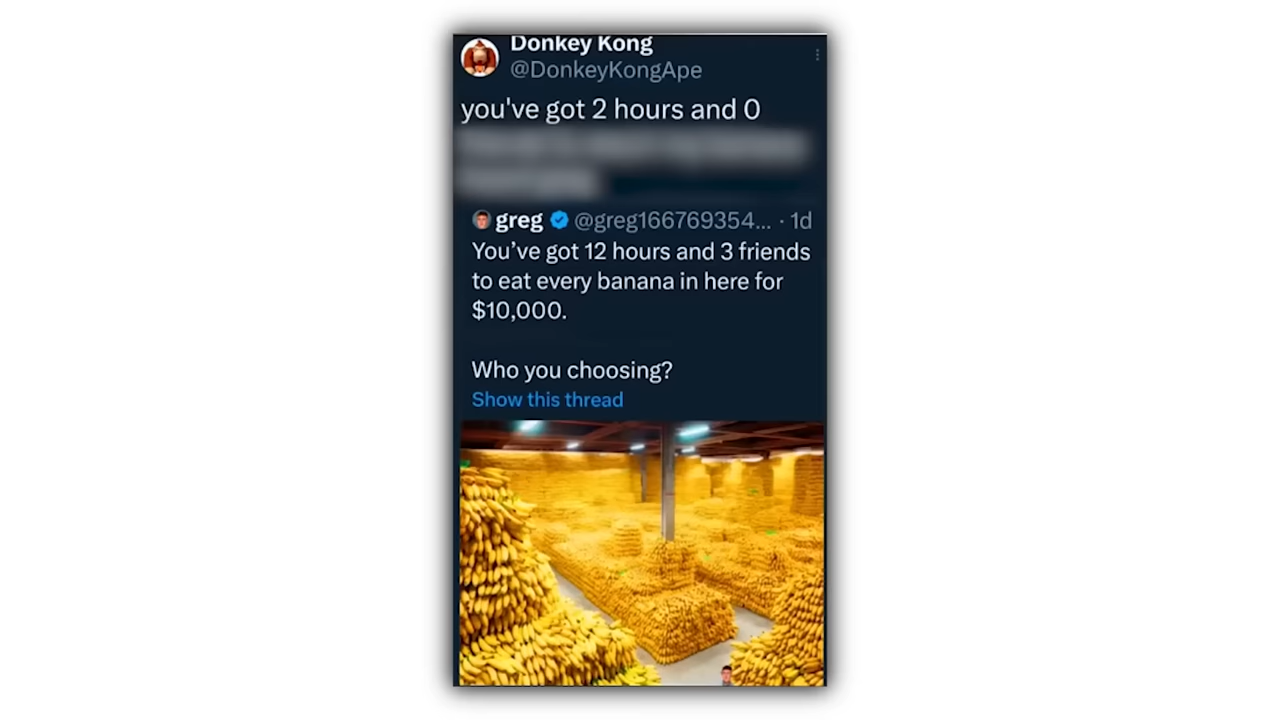 Donkey Kong
@DonkeyKongApe
you've got 2 hours and 0
greg @greg166769354... · 1d
You’ve got 12 hours and 3 friends
to eat every banana in here for
$10,000.
Who you choosing?
Show this thread